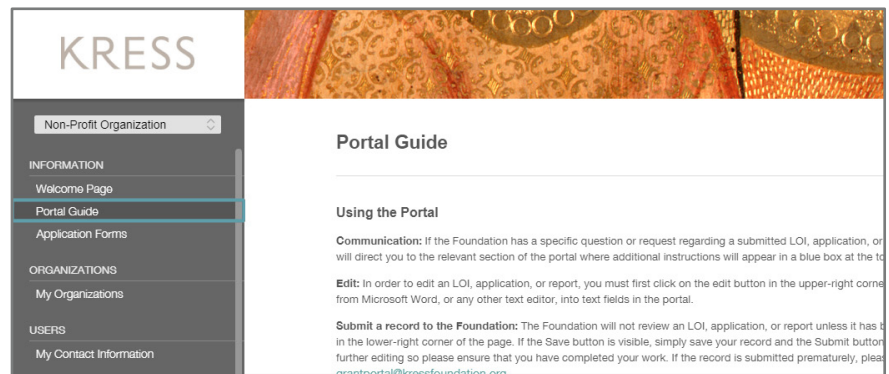 KRESS
Non-Profit Organization
INFORMATION
Welcome Page
Portal Guide
Application Forms
ORGANIZATIONS
My Organizations
USERS
My Contact Information
Portal Guide
Using the Portal
Communication: If the Foundation has a specific question or request regarding a submitted LOI, application, or
will direct you to the relevant section of the portal where additional instructions will appear in a blue box at the
Edit: In order to edit an LOI, application, or report, you must first click on the edit button in the upper-right
from Microsoft Word, or any other text editor, into text fields in the portal.
Submit a record to the Foundation: The Foundation will not review an LOI, application, or report unless it has
in the lower-right corner of the page. If the Save button is visible, simply save your record and the Submit button
further editing so please ensure that you have completed your work. If the record is submitted prematurely,
grantportal@kressfoundation.org